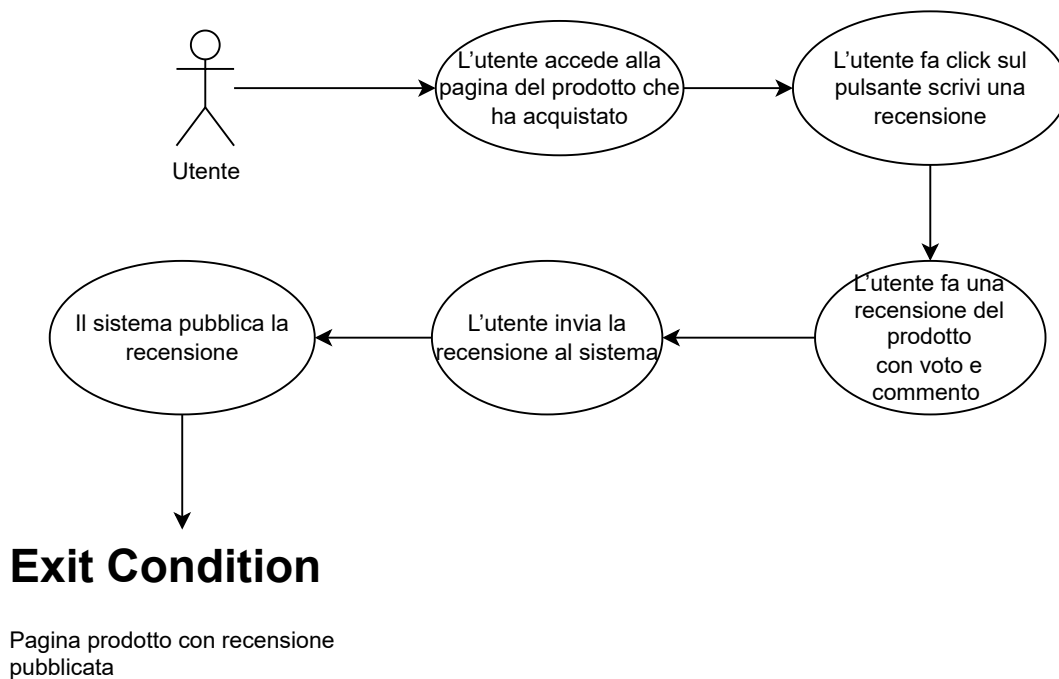 Utente
L’utente accede alla
pagina del prodotto che
ha acquistato
L’utente fa click sul
pulsante scrivi una
recensione
L’utente fa una
recensione del
prodotto
con voto e
commento
L’utente invia la
recensione al sistema
Il sistema pubblica la
recensione
Exit Condition
Pagina prodotto con recensione
pubblicata